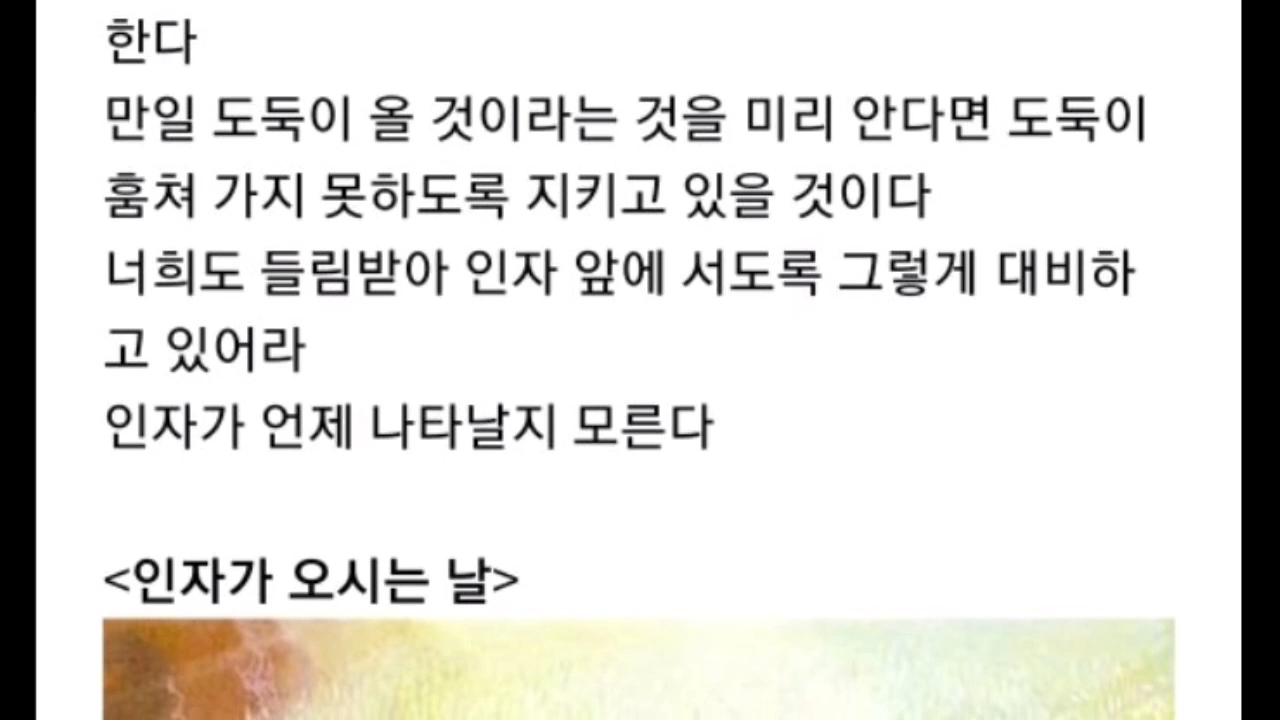 한다
만일 도둑이 올 것이라는 것을 미리 안다면 도둑이
훔쳐 가지 못하도록 지키고 있을 것이다
너희도 들림받아 인자 앞에 서도록 그렇게 대비하
고 있어라
인자가 언제 나타날지 모른다
<인자가 오시는 날>